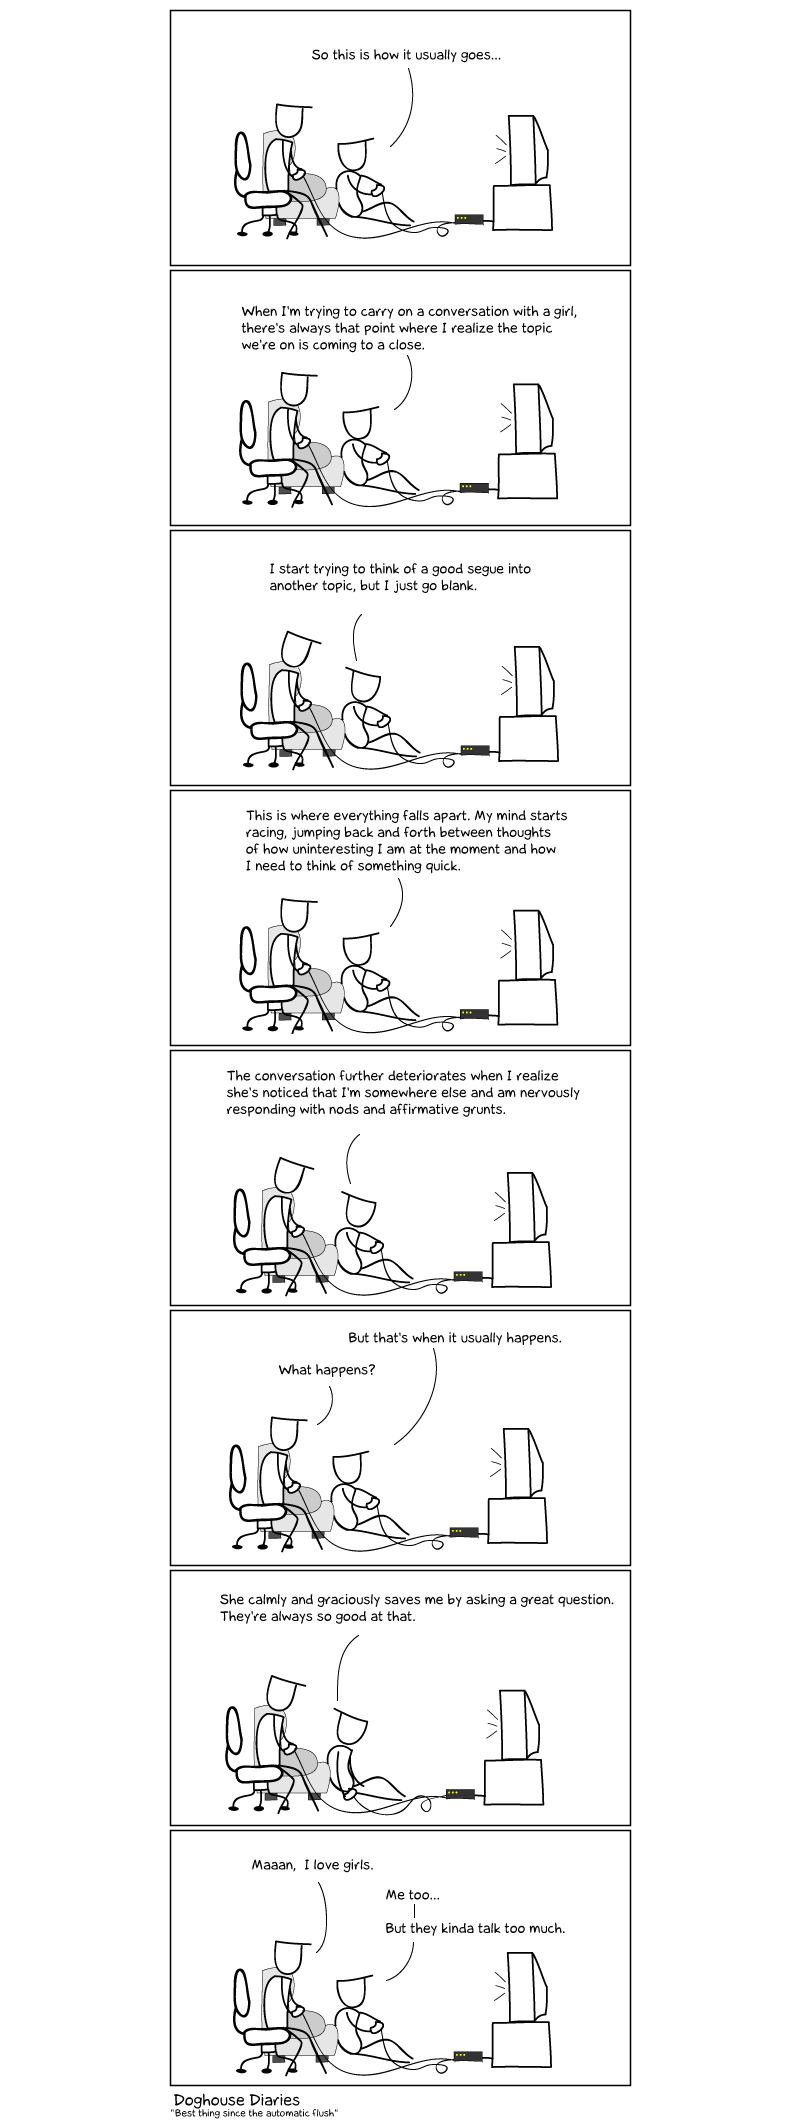 So this is how it usually goes...
When I'm trying to carry on a conversation with a girl,
there's always that point where I realize the topic
we're on is coming to a close.
I start trying to think of a good segue into
another topic, but I just go blank.
This is where everything falls apart. My mind starts
racing, jumping back and forth between thoughts
of how uninteresting I am at the moment and how
I need to think of something quick.
The conversation further deteriorates when I realize
she's noticed that I'm somewhere else and am nervously
responding with nods and affirmative grunts.
But that's when it usually happens.
What happens?
She calmly and graciously saves me by asking a great question.
They're always so good at that.
Maaan, I love girls.
Me too...
But they kinda talk too much.
Doghouse Diaries
"Best thing since the automatic flush"